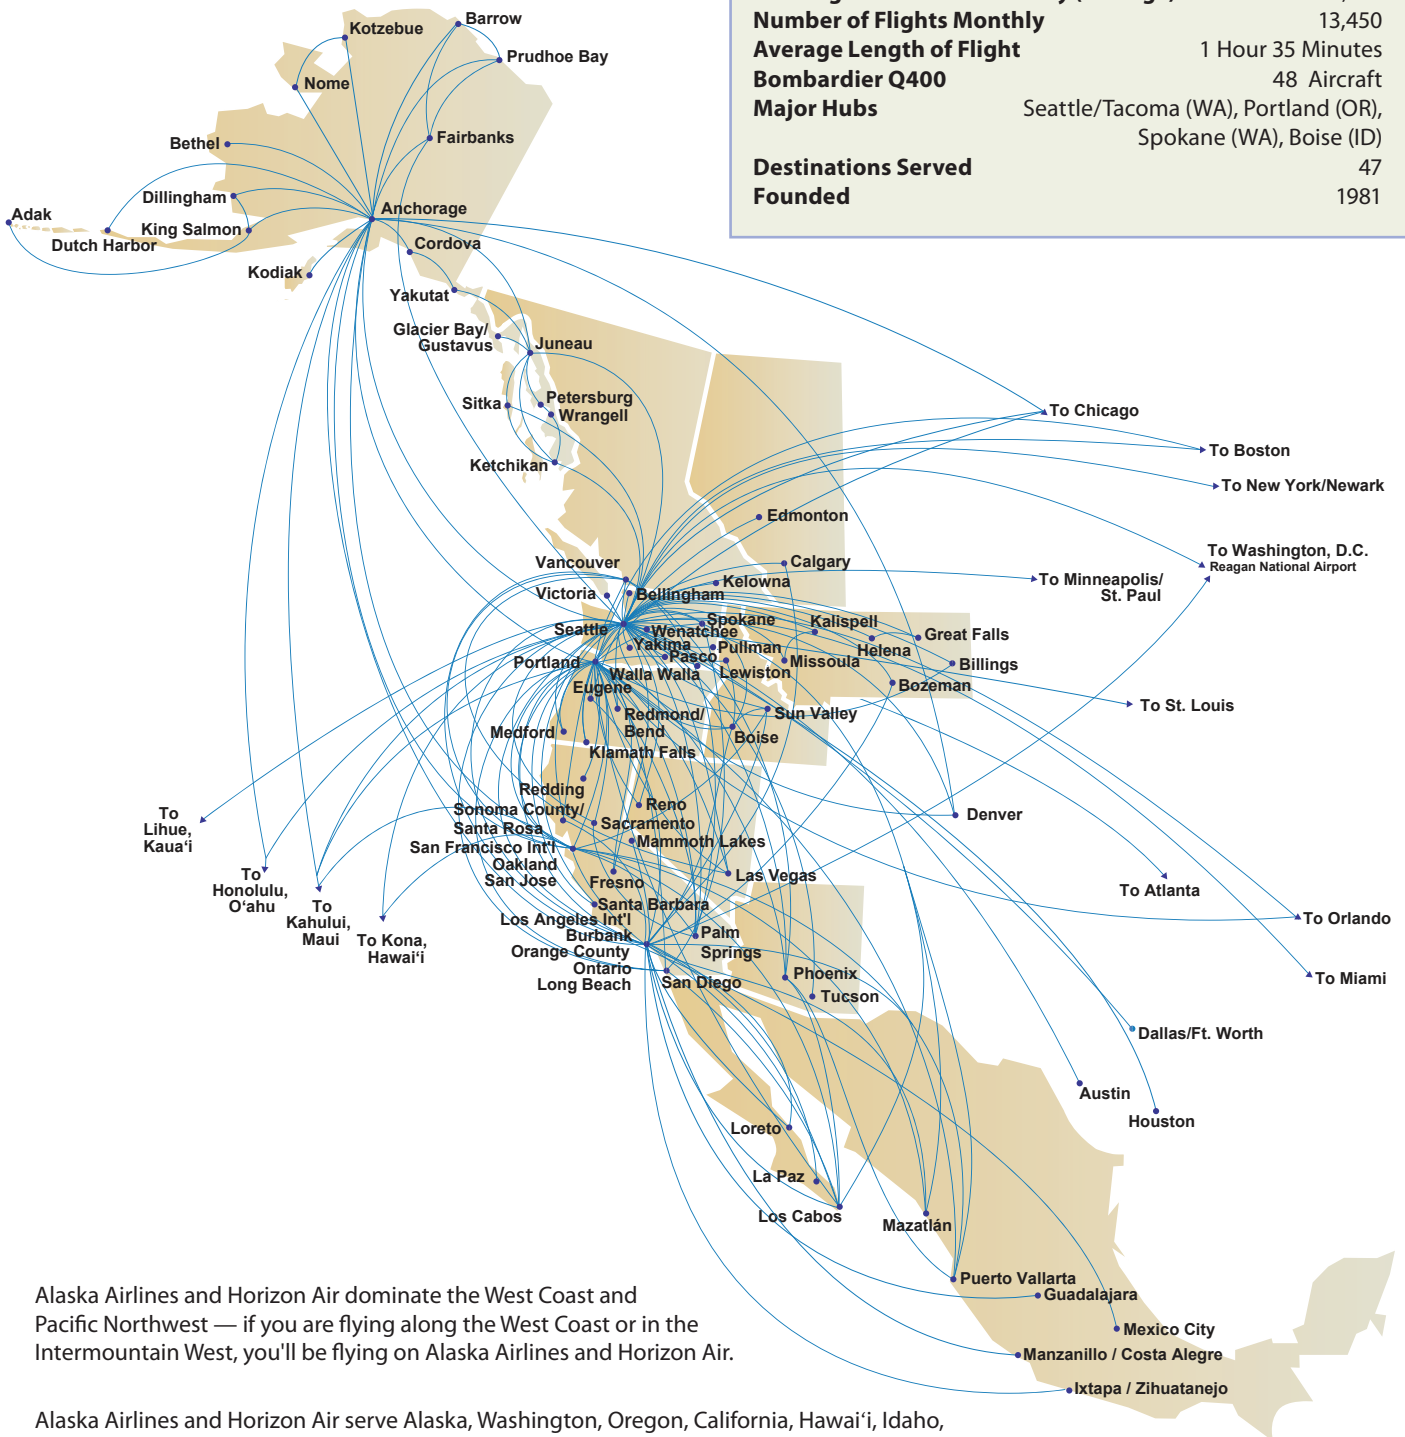 Number of Flights Monthly 13,450
Average Length of Flight 1 Hour 35 Minutes
Bombardier Q400 48 Aircraft
Major Hubs Seattle/Tacoma (WA), Portland (OR),
Spokane (WA), Boise (ID)
Destinations Served 47
Founded 1981
Barrow
Kotzebue
Prudhoe Bay
Nome
Fairbanks
Bethel
Dillingham
Anchorage
Adak
King Salmon
Dutch Harbor
Cordova
Kodiak
Yakutat
Glacier Bay/
Gustavus
Juneau
Sitka
Petersburg
Wrangell
Ketchikan
To Chicago
To Boston
To New York/Newark
Edmonton
To Washington, D.C.
Reagan National Airport
Vancouver
Calgary
Kelowna
To Minneapolis/
St. Paul
Victoria
Bellingham
Seattle
Spokane
Wenatchee
Kalispell
Great Falls
Yakima
Pullman
Helena
Portland
Pasco
Missoula
Billings
Walla Walla
Lewiston
Bozeman
Eugene
To St. Louis
Redmond/
Bend
Sun Valley
Medford
Boise
Klamath Falls
Redding
Reno
Sonoma County/
Santa Rosa
Sacramento
Denver
To
Lihue,
Kaua‘i
Mammoth Lakes
San Francisco Int'l
Oakland
San Jose
Fresno
Las Vegas
To
Honolulu,
O‘ahu
To
Kahului,
Maui
To Kona,
Hawai‘i
To Atlanta
Santa Barbara
Los Angeles Int'l
Burbank
Orange County
Ontario
Long Beach
Palm
Springs
To Orlando
San Diego
Phoenix
Tucson
To Miami
Dallas/Ft. Worth
Austin
Houston
Loreto
La Paz
Los Cabos
Mazatlán
Puerto Vallarta
Guadalajara
Mexico City
Manzanillo / Costa Alegre
Ixtapa / Zihuatanejo
Alaska Airlines and Horizon Air dominate the West Coast and
Pacific Northwest — if you are flying along the West Coast or in the
Intermountain West, you'll be flying on Alaska Airlines and Horizon Air.
Alaska Airlines and Horizon Air serve Alaska, Washington, Oregon, California, Hawai‘i, Idaho,